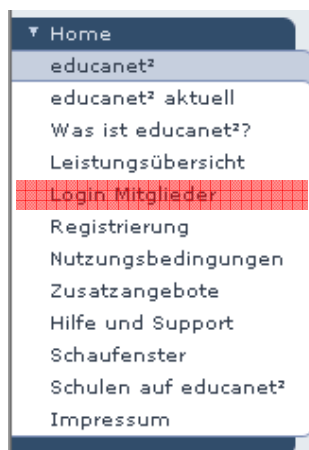 Home
educanet²
educanet² aktuell
Was ist educanet²?
Leistungsübersicht
Login Mitglieder
Registrierung
Nutzungsbedingungen
Zusatzangebote
Hilfe und Support
Schaufenster
Schulen auf educanet²
Impressum